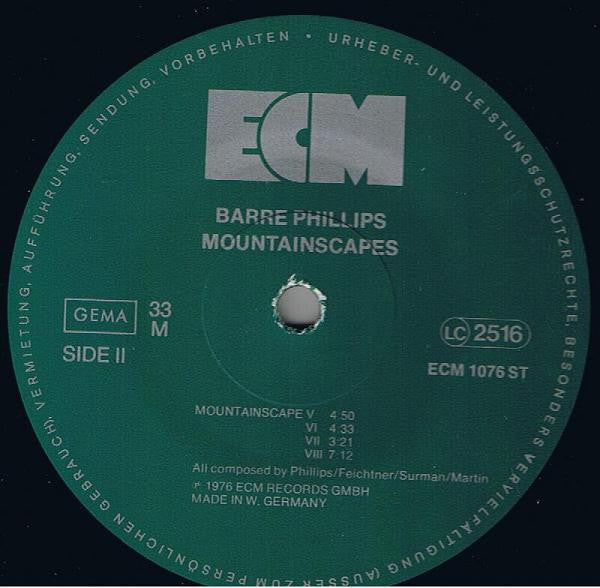 URHEBER- UND LEISTUNGSSCHUTZRECHTE, BESONDERS VERVIELFÄLTIGUNG (AUSSER ZUM PERSÖNLICHEN GEBRAUCH), VERMIETUNG, AUFFÜHRUNG, SENDUNG, VORBEHALTEN •
ECM
BARRE PHILLIPS
MOUNTAINSCAPES
GEMA
33
M
SIDE II
LC 2516
ECM 1076 ST
MOUNTAINSCAPE V 4:50
VI 4:33
VII 3:21
VIII 7:12
All composed by Phillips/Feichtner/Surman/Martin
℗ 1976 ECM RECORDS GMBH
MADE IN W. GERMANY